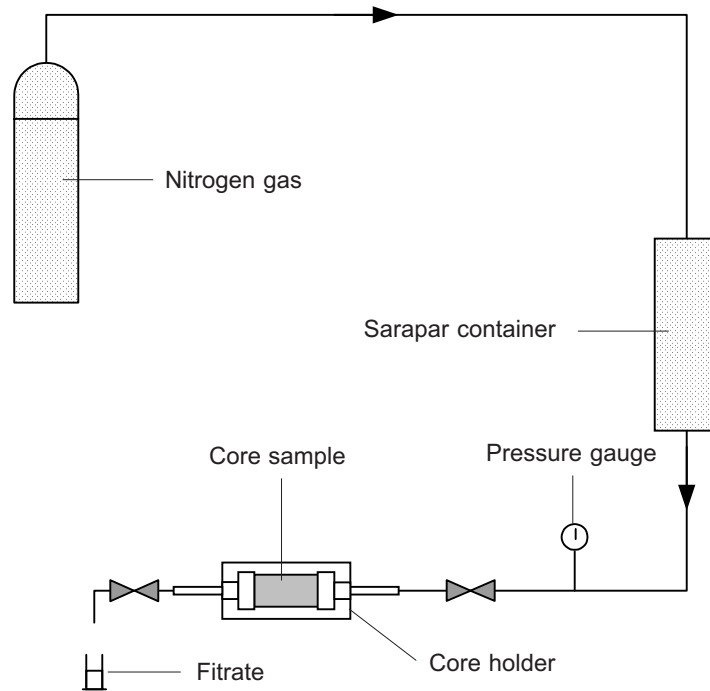 Nitrogen gas
Sarapar container
Core sample
Pressure gauge
Fitrate
Core holder